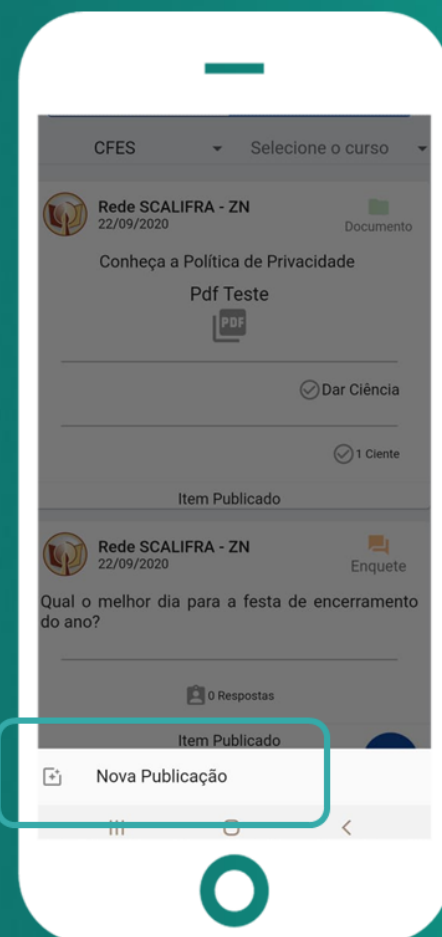 CFES
Selecione o curso
Rede SCALIFRA - ZN
22/09/2020
Documento
Conheça a Política de Privacidade
Pdf Teste
PDF
Dar Ciência
1 Ciente
Item Publicado
Rede SCALIFRA - ZN
22/09/2020
Enquete
Qual o melhor dia para a festa de encerramento
do ano?
0 Respostas
Item Publicado
Nova Publicação